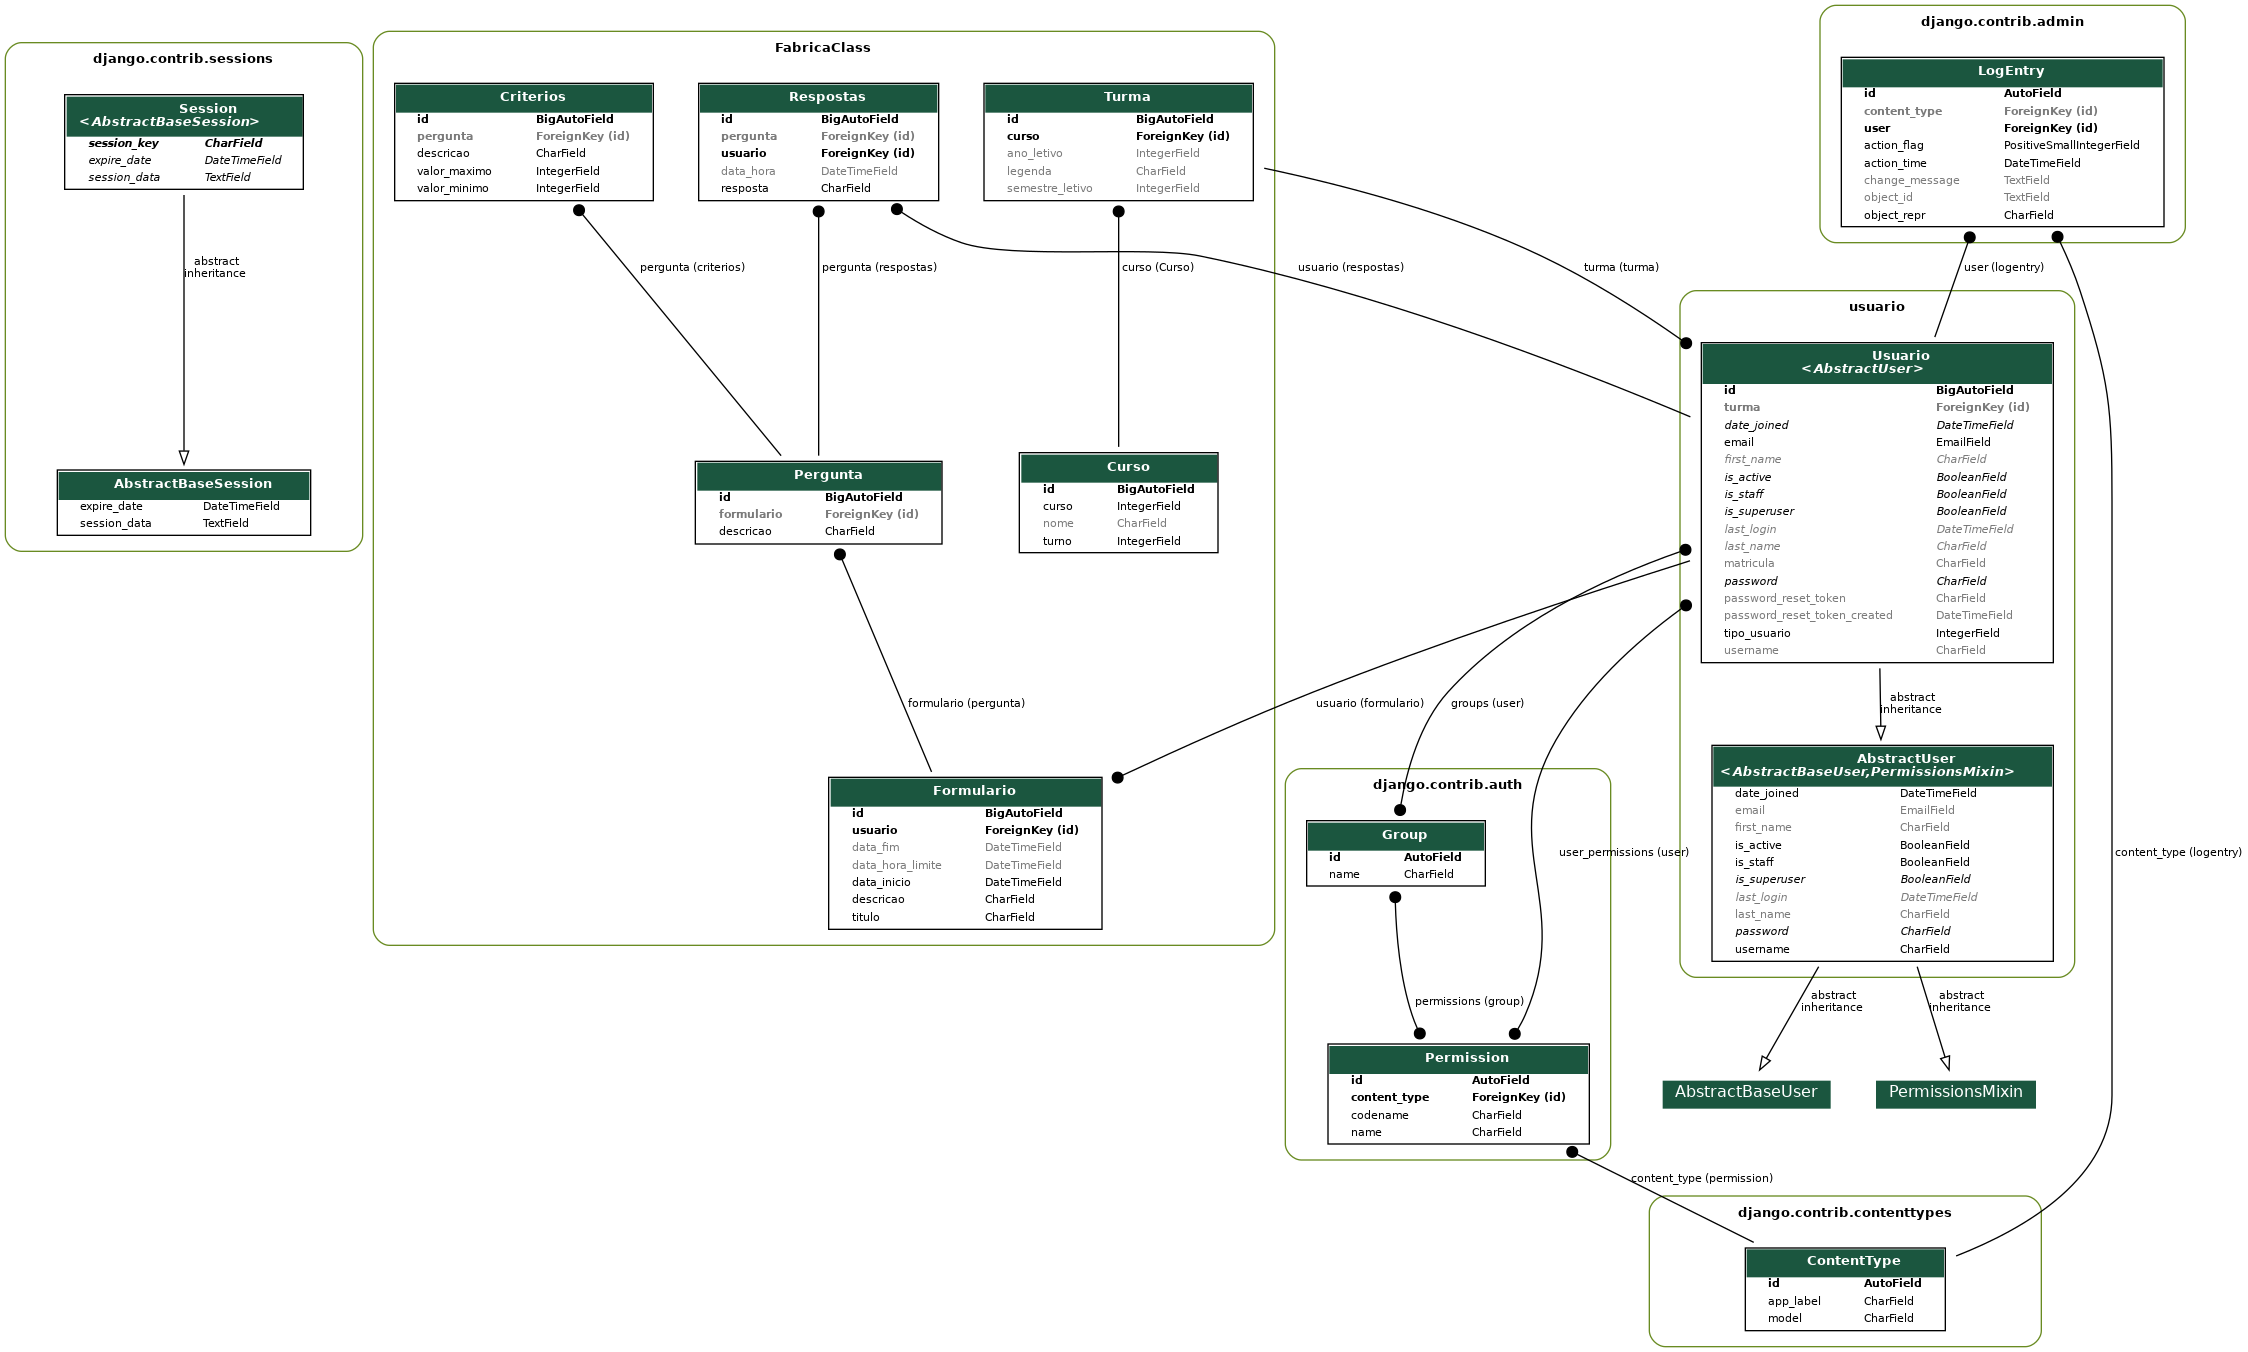 django.contrib.sessions
Session
<AbstractBaseSession>
session_key CharField
expire_date DateTimeField
session_data TextField
abstract
inheritance
AbstractBaseSession
expire_date DateTimeField
session_data TextField
FabricaClass
Criterios
id BigAutoField
pergunta ForeignKey (id)
descricao CharField
valor_maximo IntegerField
valor_minimo IntegerField
Respostas
id BigAutoField
pergunta ForeignKey (id)
usuario ForeignKey (id)
data_hora DateTimeField
resposta CharField
Turma
id BigAutoField
curso ForeignKey (id)
ano_letivo IntegerField
legenda CharField
semestre_letivo IntegerField
pergunta (criterios)
pergunta (respostas)
curso (Curso)
usuario (respostas)
turma (turma)
Pergunta
id BigAutoField
formulario ForeignKey (id)
descricao CharField
Curso
id BigAutoField
curso IntegerField
nome CharField
turno IntegerField
formulario (pergunta)
usuario (formulario)
groups (user)
Formulario
id BigAutoField
usuario ForeignKey (id)
data_fim DateTimeField
data_hora_limite DateTimeField
data_inicio DateTimeField
descricao CharField
titulo CharField
django.contrib.admin
LogEntry
id AutoField
content_type ForeignKey (id)
user ForeignKey (id)
action_flag PositiveSmallIntegerField
action_time DateTimeField
change_message TextField
object_id TextField
object_repr CharField
user (logentry)
usuario
Usuario
<AbstractUser>
id BigAutoField
turma ForeignKey (id)
date_joined DateTimeField
email EmailField
first_name CharField
is_active BooleanField
is_staff BooleanField
is_superuser BooleanField
last_login DateTimeField
last_name CharField
matricula CharField
password CharField
password_reset_token CharField
password_reset_token_created DateTimeField
tipo_usuario IntegerField
username CharField
abstract
inheritance
AbstractUser
<AbstractBaseUser,PermissionsMixin>
date_joined DateTimeField
email EmailField
first_name CharField
is_active BooleanField
is_staff BooleanField
is_superuser BooleanField
last_login DateTimeField
last_name CharField
password CharField
username CharField
abstract
inheritance
abstract
inheritance
AbstractBaseUser
PermissionsMixin
django.contrib.auth
Group
id AutoField
name CharField
user_permissions (user)
content_type (logentry)
permissions (group)
Permission
id AutoField
content_type ForeignKey (id)
codename CharField
name CharField
content_type (permission)
django.contrib.contenttypes
ContentType
id AutoField
app_label CharField
model CharField